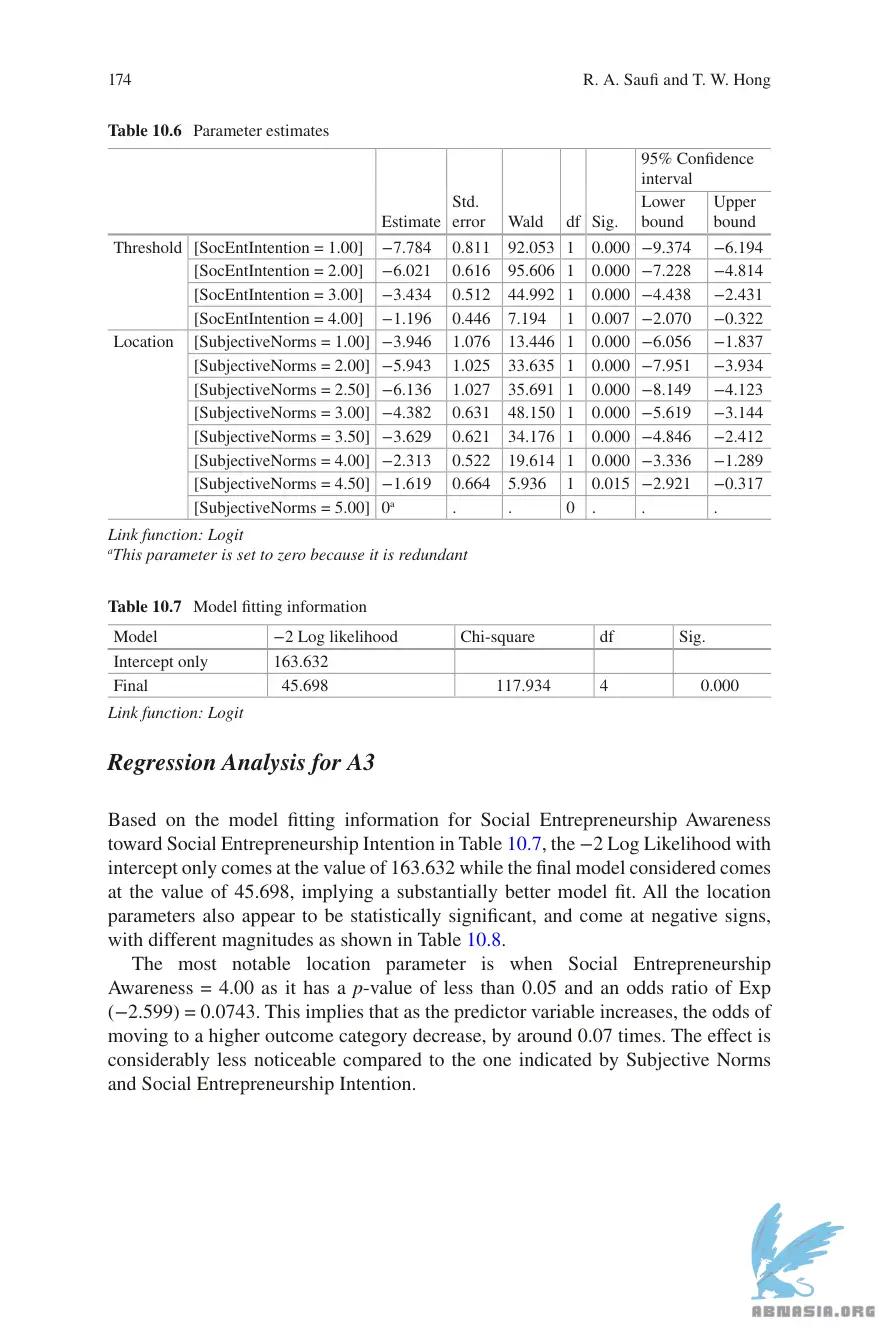 174 R. A. Saufi and T. W. Hong
Table 10.6 Parameter estimates
95% Confidence
interval
Std. Lower Upper
Estimate error Wald df Sig. bound bound
Threshold [SocEntIntention = 1.00] −7.784 0.811 92.053 1 0.000 −9.374 −6.194
[SocEntIntention = 2.00] −6.021 0.616 95.606 1 0.000 −7.228 −4.814
[SocEntIntention = 3.00] −3.434 0.512 44.992 1 0.000 −4.438 −2.431
[SocEntIntention = 4.00] −1.196 0.446 7.194 1 0.007 −2.070 −0.322
Location [SubjectiveNorms = 1.00] −3.946 1.076 13.446 1 0.000 −6.056 −1.837
[SubjectiveNorms = 2.00] −5.943 1.025 33.635 1 0.000 −7.951 −3.934
[SubjectiveNorms = 2.50] −6.136 1.027 35.691 1 0.000 −8.149 −4.123
[SubjectiveNorms = 3.00] −4.382 0.631 48.150 1 0.000 −5.619 −3.144
[SubjectiveNorms = 3.50] −3.629 0.621 34.176 1 0.000 −4.846 −2.412
[SubjectiveNorms = 4.00] −2.313 0.522 19.614 1 0.000 −3.336 −1.289
[SubjectiveNorms = 4.50] −1.619 0.664 5.936 1 0.015 −2.921 −0.317
[SubjectiveNorms = 5.00] 0ᵃ . . 0 . . .
Link function: Logit
ᵃThis parameter is set to zero because it is redundant
Table 10.7 Model fitting information
Model −2 Log likelihood Chi-square df Sig.
Intercept only 163.632
Final 45.698 117.934 4 0.000
Link function: Logit
Regression Analysis for A3
Based on the model fitting information for Social Entrepreneurship Awareness
toward Social Entrepreneurship Intention in Table 10.7, the −2 Log Likelihood with
intercept only comes at the value of 163.632 while the final model considered comes
at the value of 45.698, implying a substantially better model fit. All the location
parameters also appear to be statistically significant, and come at negative signs,
with different magnitudes as shown in Table 10.8.
The most notable location parameter is when Social Entrepreneurship
Awareness = 4.00 as it has a p-value of less than 0.05 and an odds ratio of Exp
(−2.599) = 0.0743. This implies that as the predictor variable increases, the odds of
moving to a higher outcome category decrease, by around 0.07 times. The effect is
considerably less noticeable compared to the one indicated by Subjective Norms
and Social Entrepreneurship Intention.
ABNASIA.ORG